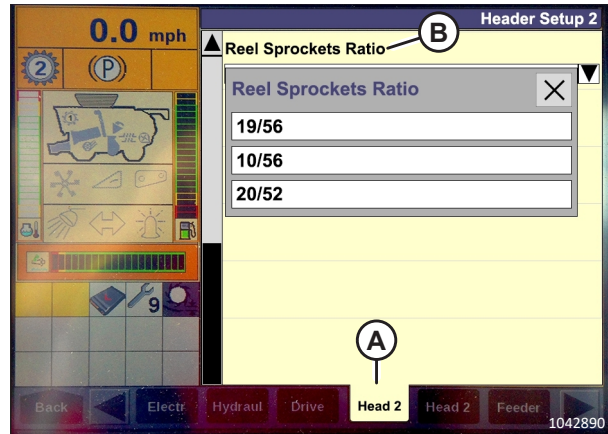 0.0 mph
Header Setup 2
B
Reel Sprockets Ratio
2
(P)
Reel Sprockets Ratio
19/56
1
10/56
20/52
9
A
Back
Electr
Hydraul
Drive
Head 2
Head 2
Feeder
1042890